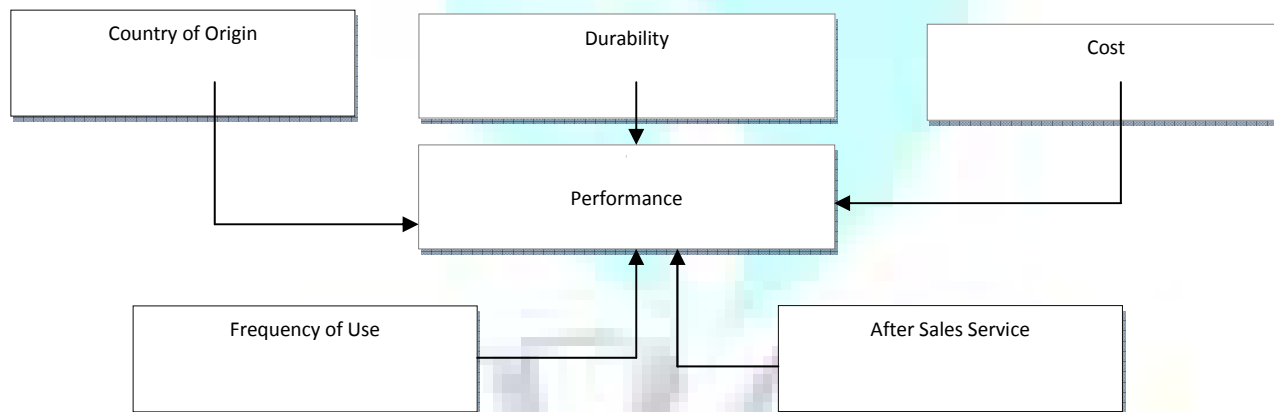 Country of Origin
Durability
Cost
Performance
Frequency of Use
After Sales Service